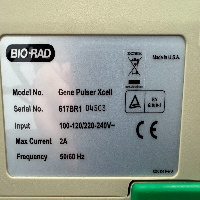 BIO-RAD
Made in U.S.A.
Model No. Gene Pulser Xcell
Serial No. 617BR1 04503
Input 100-120/220-240V~
Max Current 2A
Frequency 50/60 Hz
CE